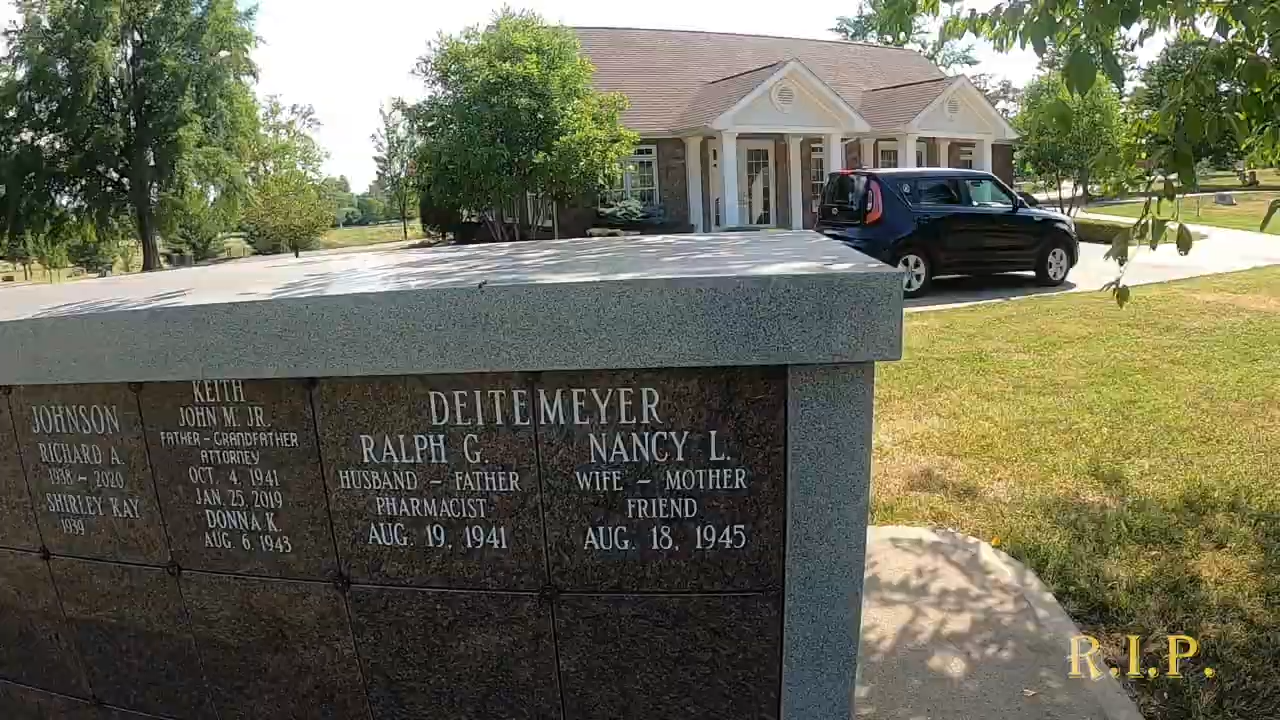 JOHNSON
RICHARD A.
1938 ~ 2020
SHIRLEY KAY
1939
KEITH
JOHN M. JR.
FATHER - GRANDFATHER
ATTORNEY
OCT. 4, 1941
JAN. 25, 2019
DONNA K.
AUG. 6, 1943
DEITEMEYER
RALPH G.
HUSBAND ~ FATHER
PHARMACIST
AUG. 19, 1941
NANCY L.
WIFE ~ MOTHER
FRIEND
AUG. 18, 1945
R.I.P.